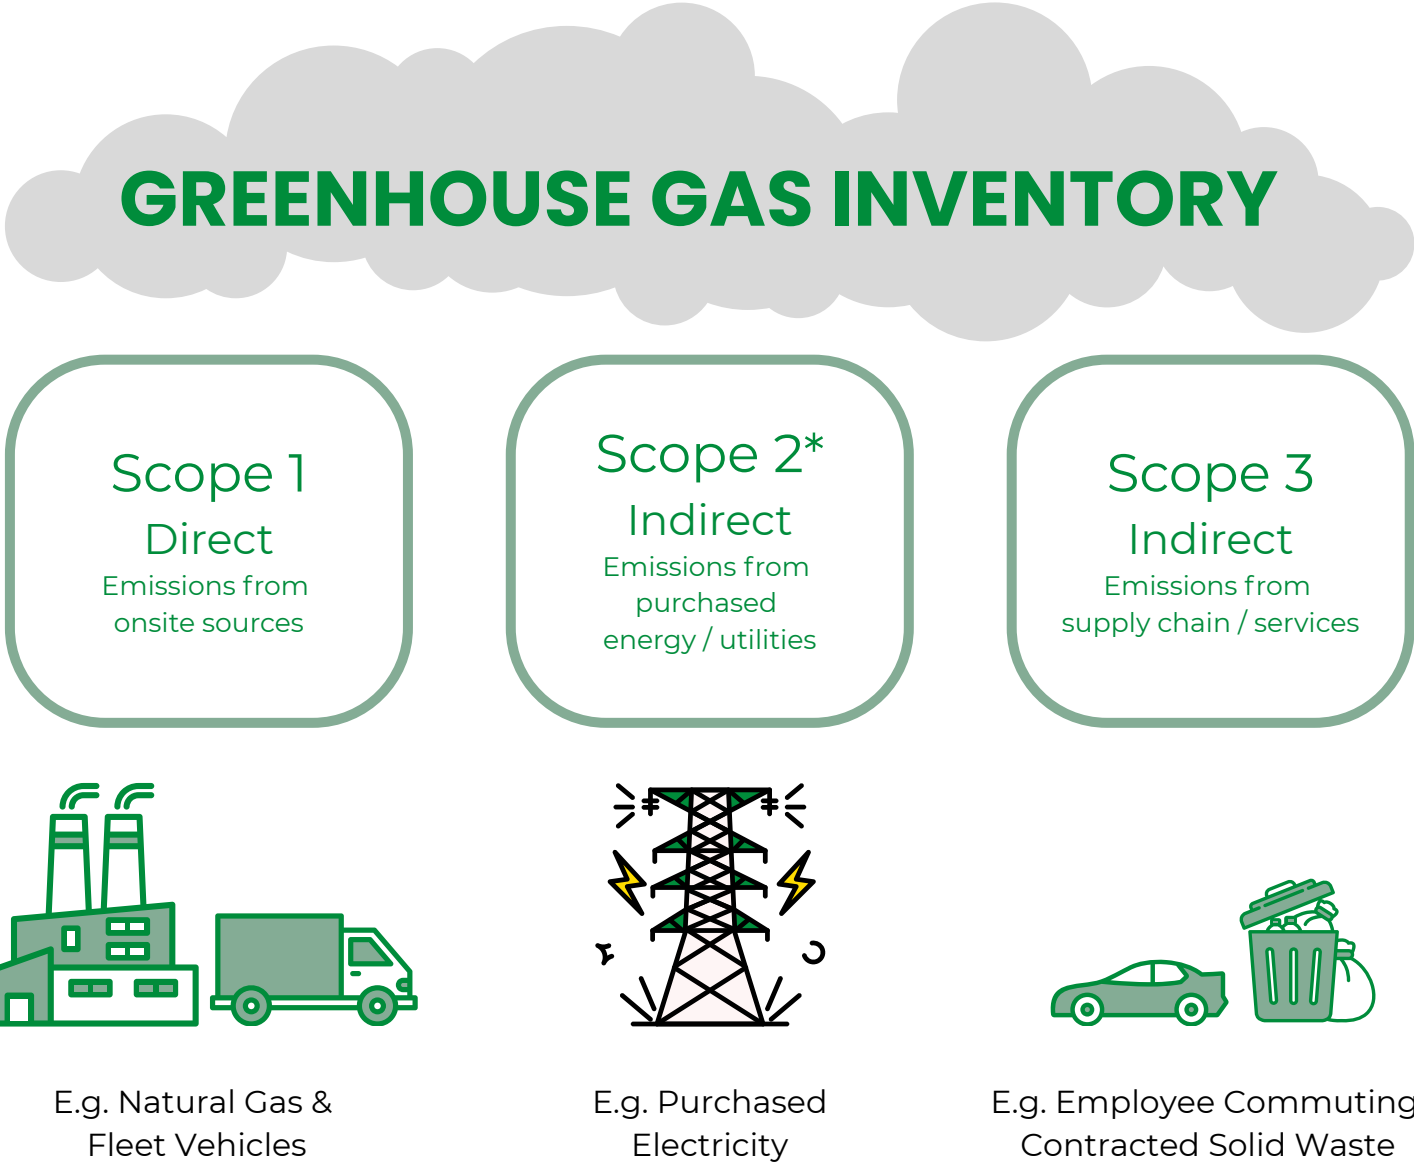 GREENHOUSE GAS INVENTORY
Scope 1
Direct
Emissions from
onsite sources
Scope 2*
Indirect
Emissions from
purchased
energy / utilities
Scope 3
Indirect
Emissions from
supply chain / services
E.g. Natural Gas &
Fleet Vehicles
E.g. Purchased
Electricity
E.g. Employee Commuting
Contracted Solid Waste